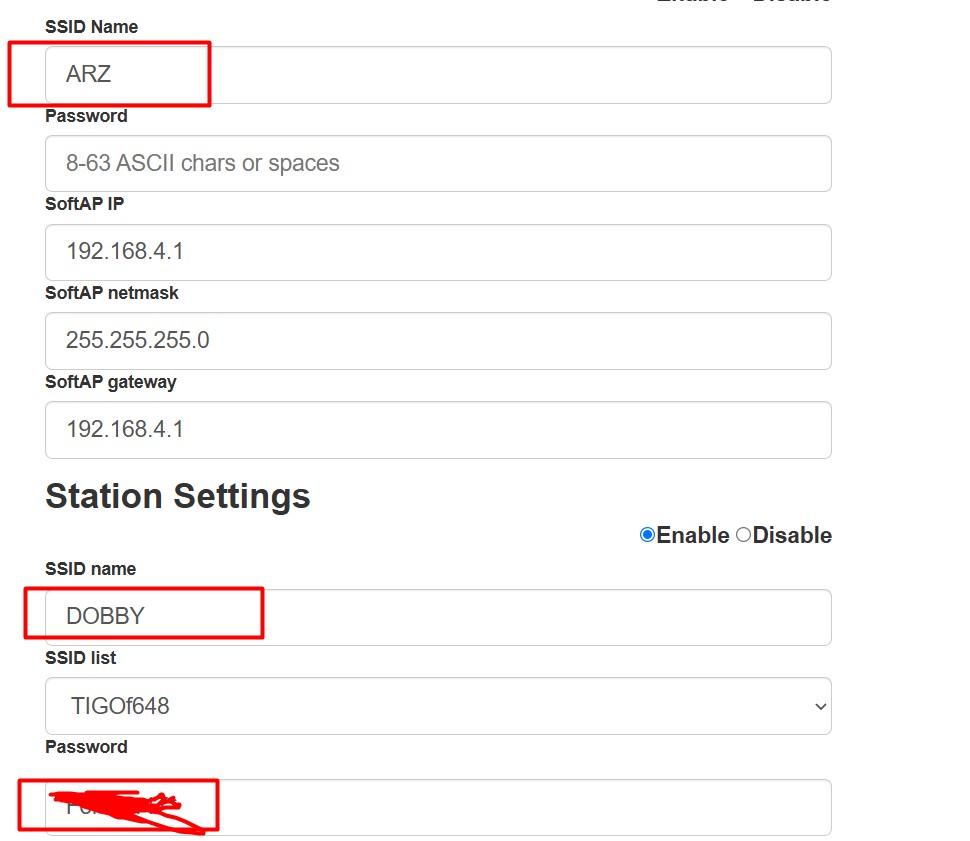 Enable Disable
SSID Name
ARZ
Password
8-63 ASCII chars or spaces
SoftAP IP
192.168.4.1
SoftAP netmask
255.255.255.0
SoftAP gateway
192.168.4.1
Station Settings
Enable Disable
SSID name
DOBBY
SSID list
TIGOf648
Password